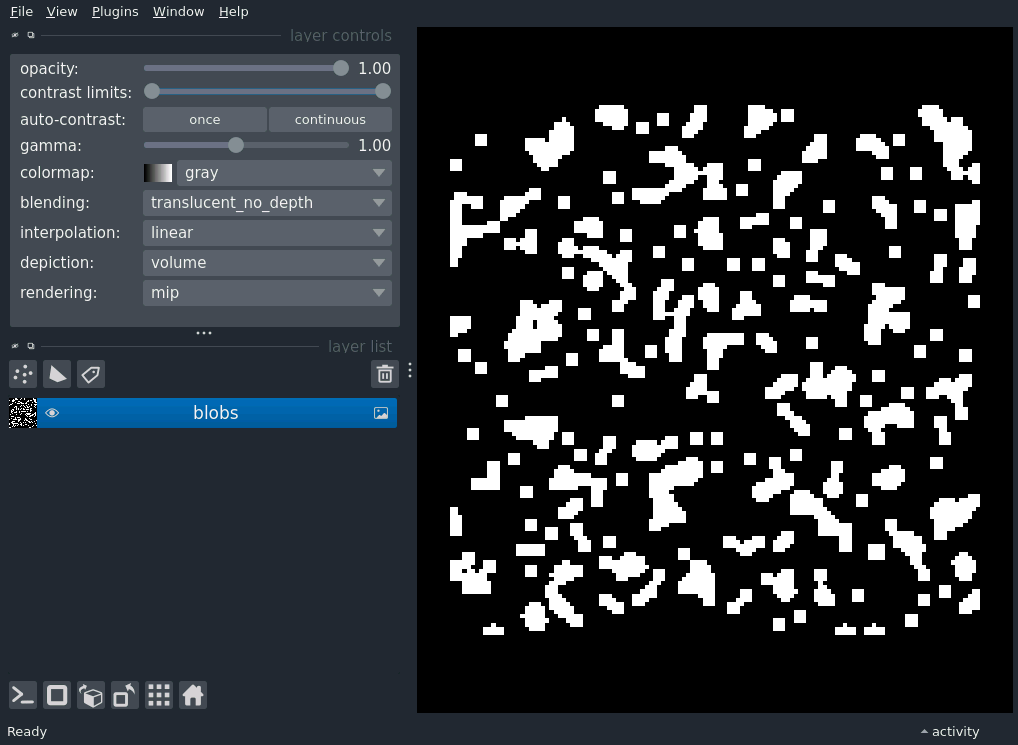 File View Plugins Window Help
layer controls
opacity: 1.00
contrast limits:
auto-contrast: once continuous
gamma: 1.00
colormap: gray
blending: translucent_no_depth
interpolation: linear
depiction: volume
rendering: mip
layer list
blobs
Ready activity